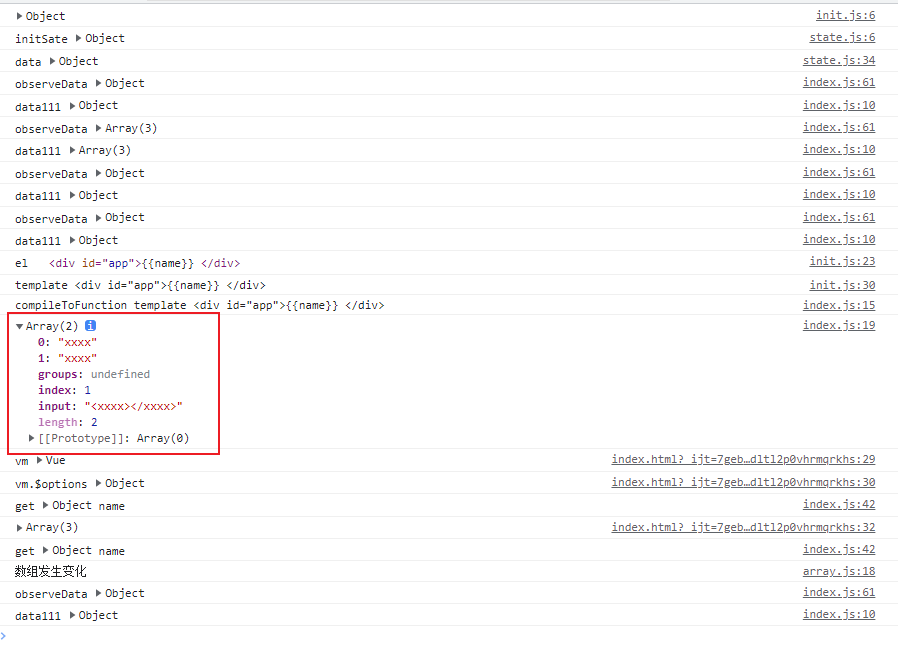 ▶Object init.js:6
initSate ▶Object state.js:6
data ▶Object state.js:34
observeData ▶Object index.js:61
data111 ▶Object index.js:10
observeData ▶Array(3) index.js:61
data111 ▶Array(3) index.js:10
observeData ▶Object index.js:61
data111 ▶Object index.js:10
observeData ▶Object index.js:61
data111 ▶Object index.js:10
el <div id="app">{{name}} </div> init.js:23
template <div id="app">{{name}} </div> init.js:30
compileToFunction template <div id="app">{{name}} </div> index.js:15
▼Array(2) i index.js:19
0: "xxxx"
1: "xxxx"
groups: undefined
index: 1
input: "<xxxx></xxxx>"
length: 2
▶[[Prototype]]: Array(0)
vm ▶Vue index.html?_ijt=7geb…dltl2p0vhrmqrkhs:29
vm.$options ▶Object index.html?_ijt=7geb…dltl2p0vhrmqrkhs:30
get ▶Object name index.js:42
▶Array(3) index.html?_ijt=7geb…dltl2p0vhrmqrkhs:32
get ▶Object name index.js:42
数组发生变化 array.js:18
observeData ▶Object index.js:61
data111 ▶Object index.js:10
>